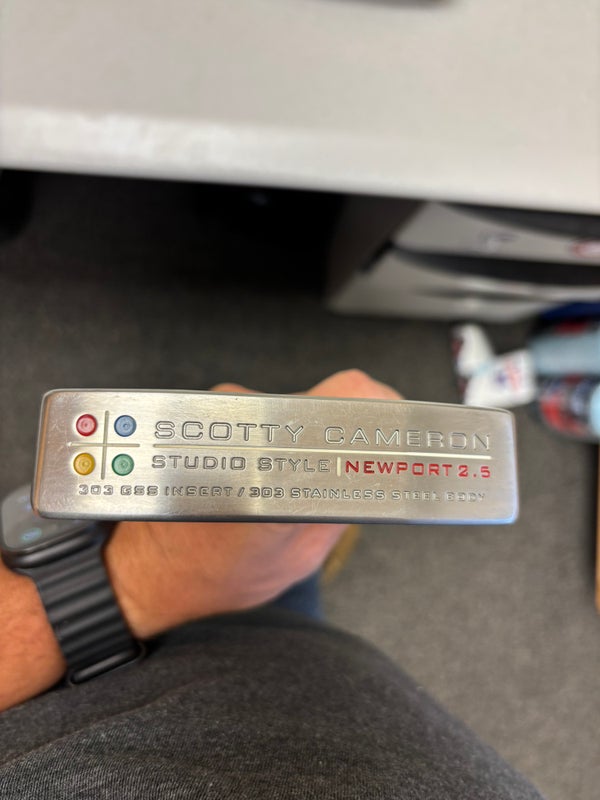 SCOTTY CAMERON
STUDIO STYLE | NEWPORT 2.5
303 GSS INSERT / 303 STAINLESS STEEL BODY